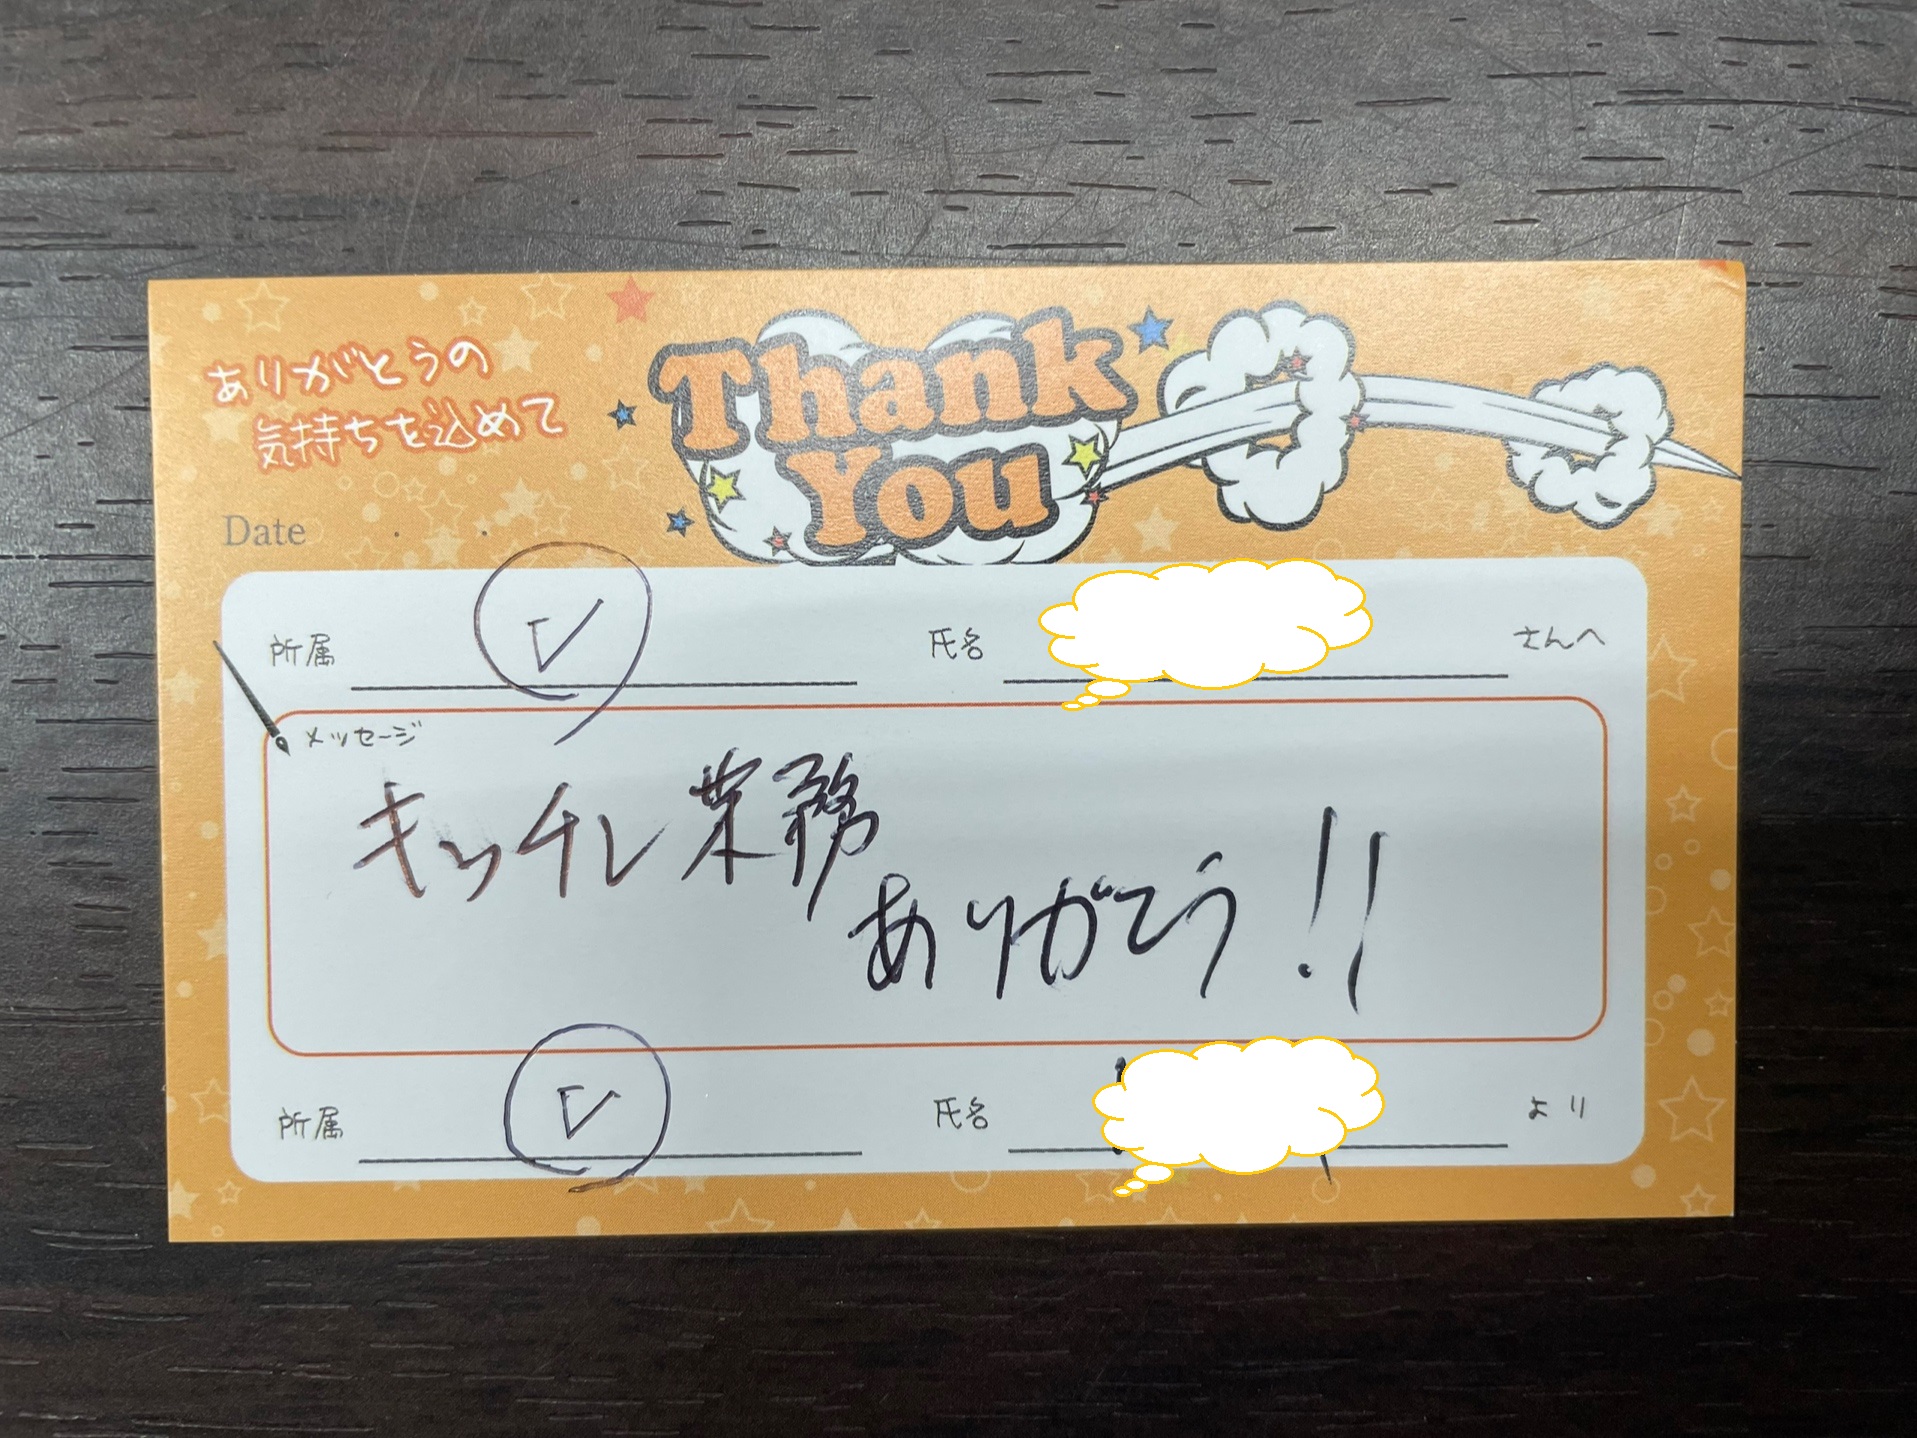 ありがとうの
気持ちを込めて
Thank
You
Date . .
所属 氏名 さんへ
メッセージ
キッチン業務
ありがとう!!
所属 氏名 より